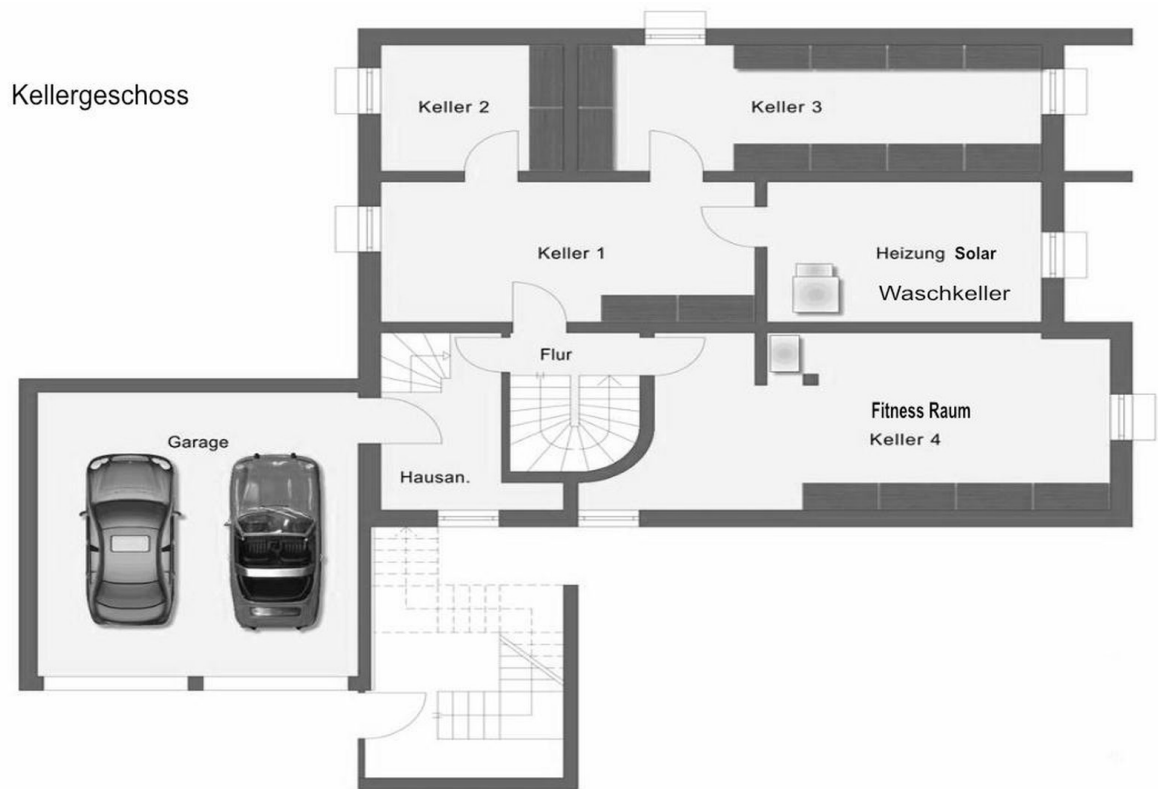 Kellergeschoss
Keller 2
Keller 3
Keller 1
Heizung Solar
Waschkeller
Flur
Fitness Raum
Keller 4
Garage
Hausan.